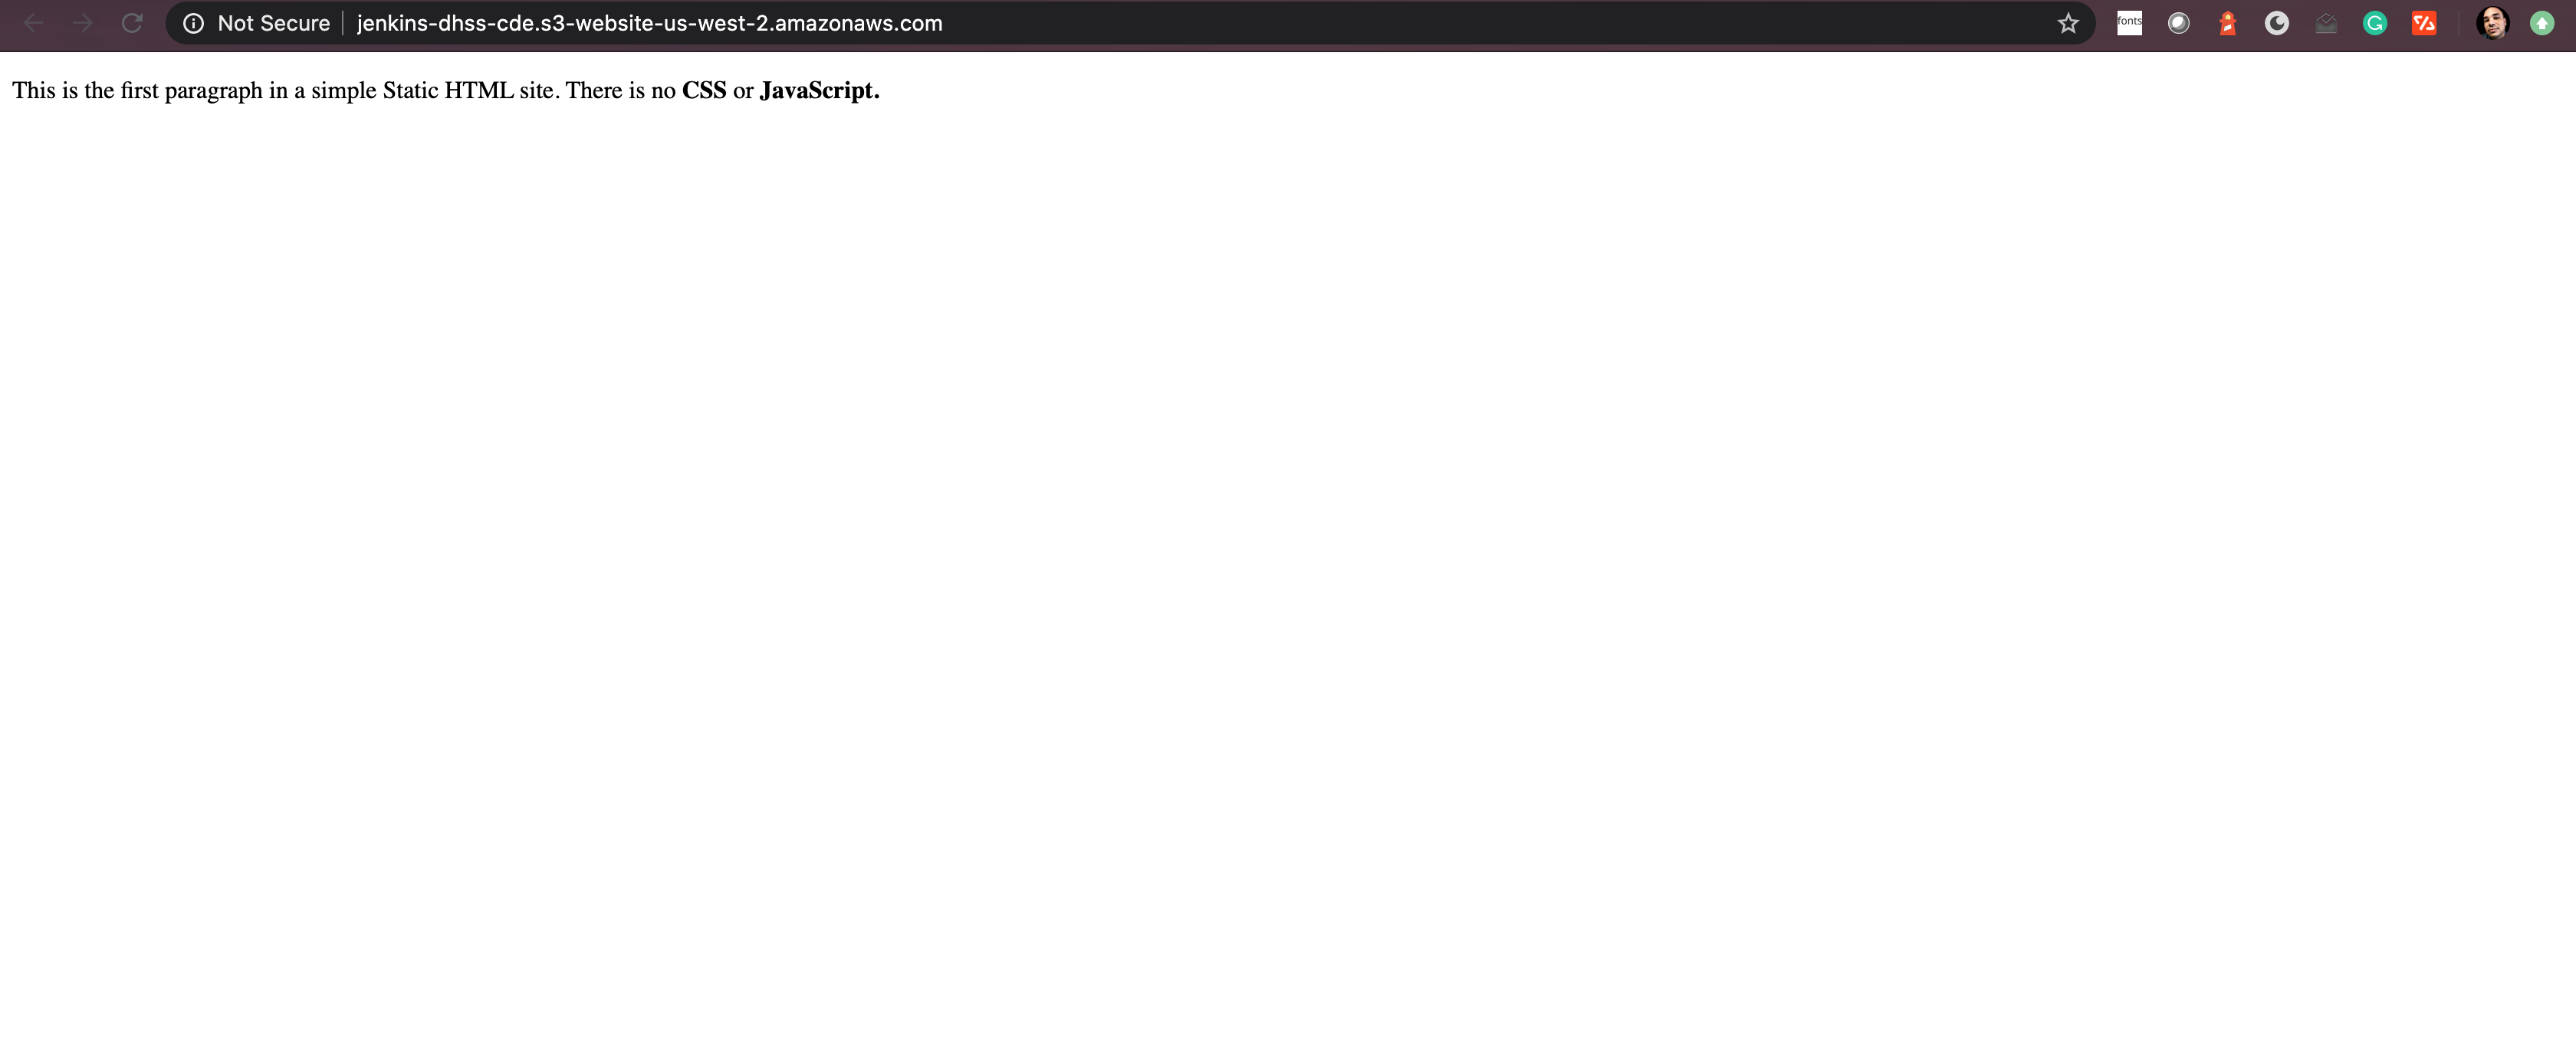 Not Secure jenkins-dhss-cde.s3-website-us-west-2.amazonaws.com fonts
This is the first paragraph in a simple Static HTML site. There is no CSS or JavaScript.